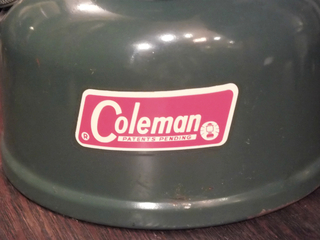 Coleman
®
PATENTS PENDING